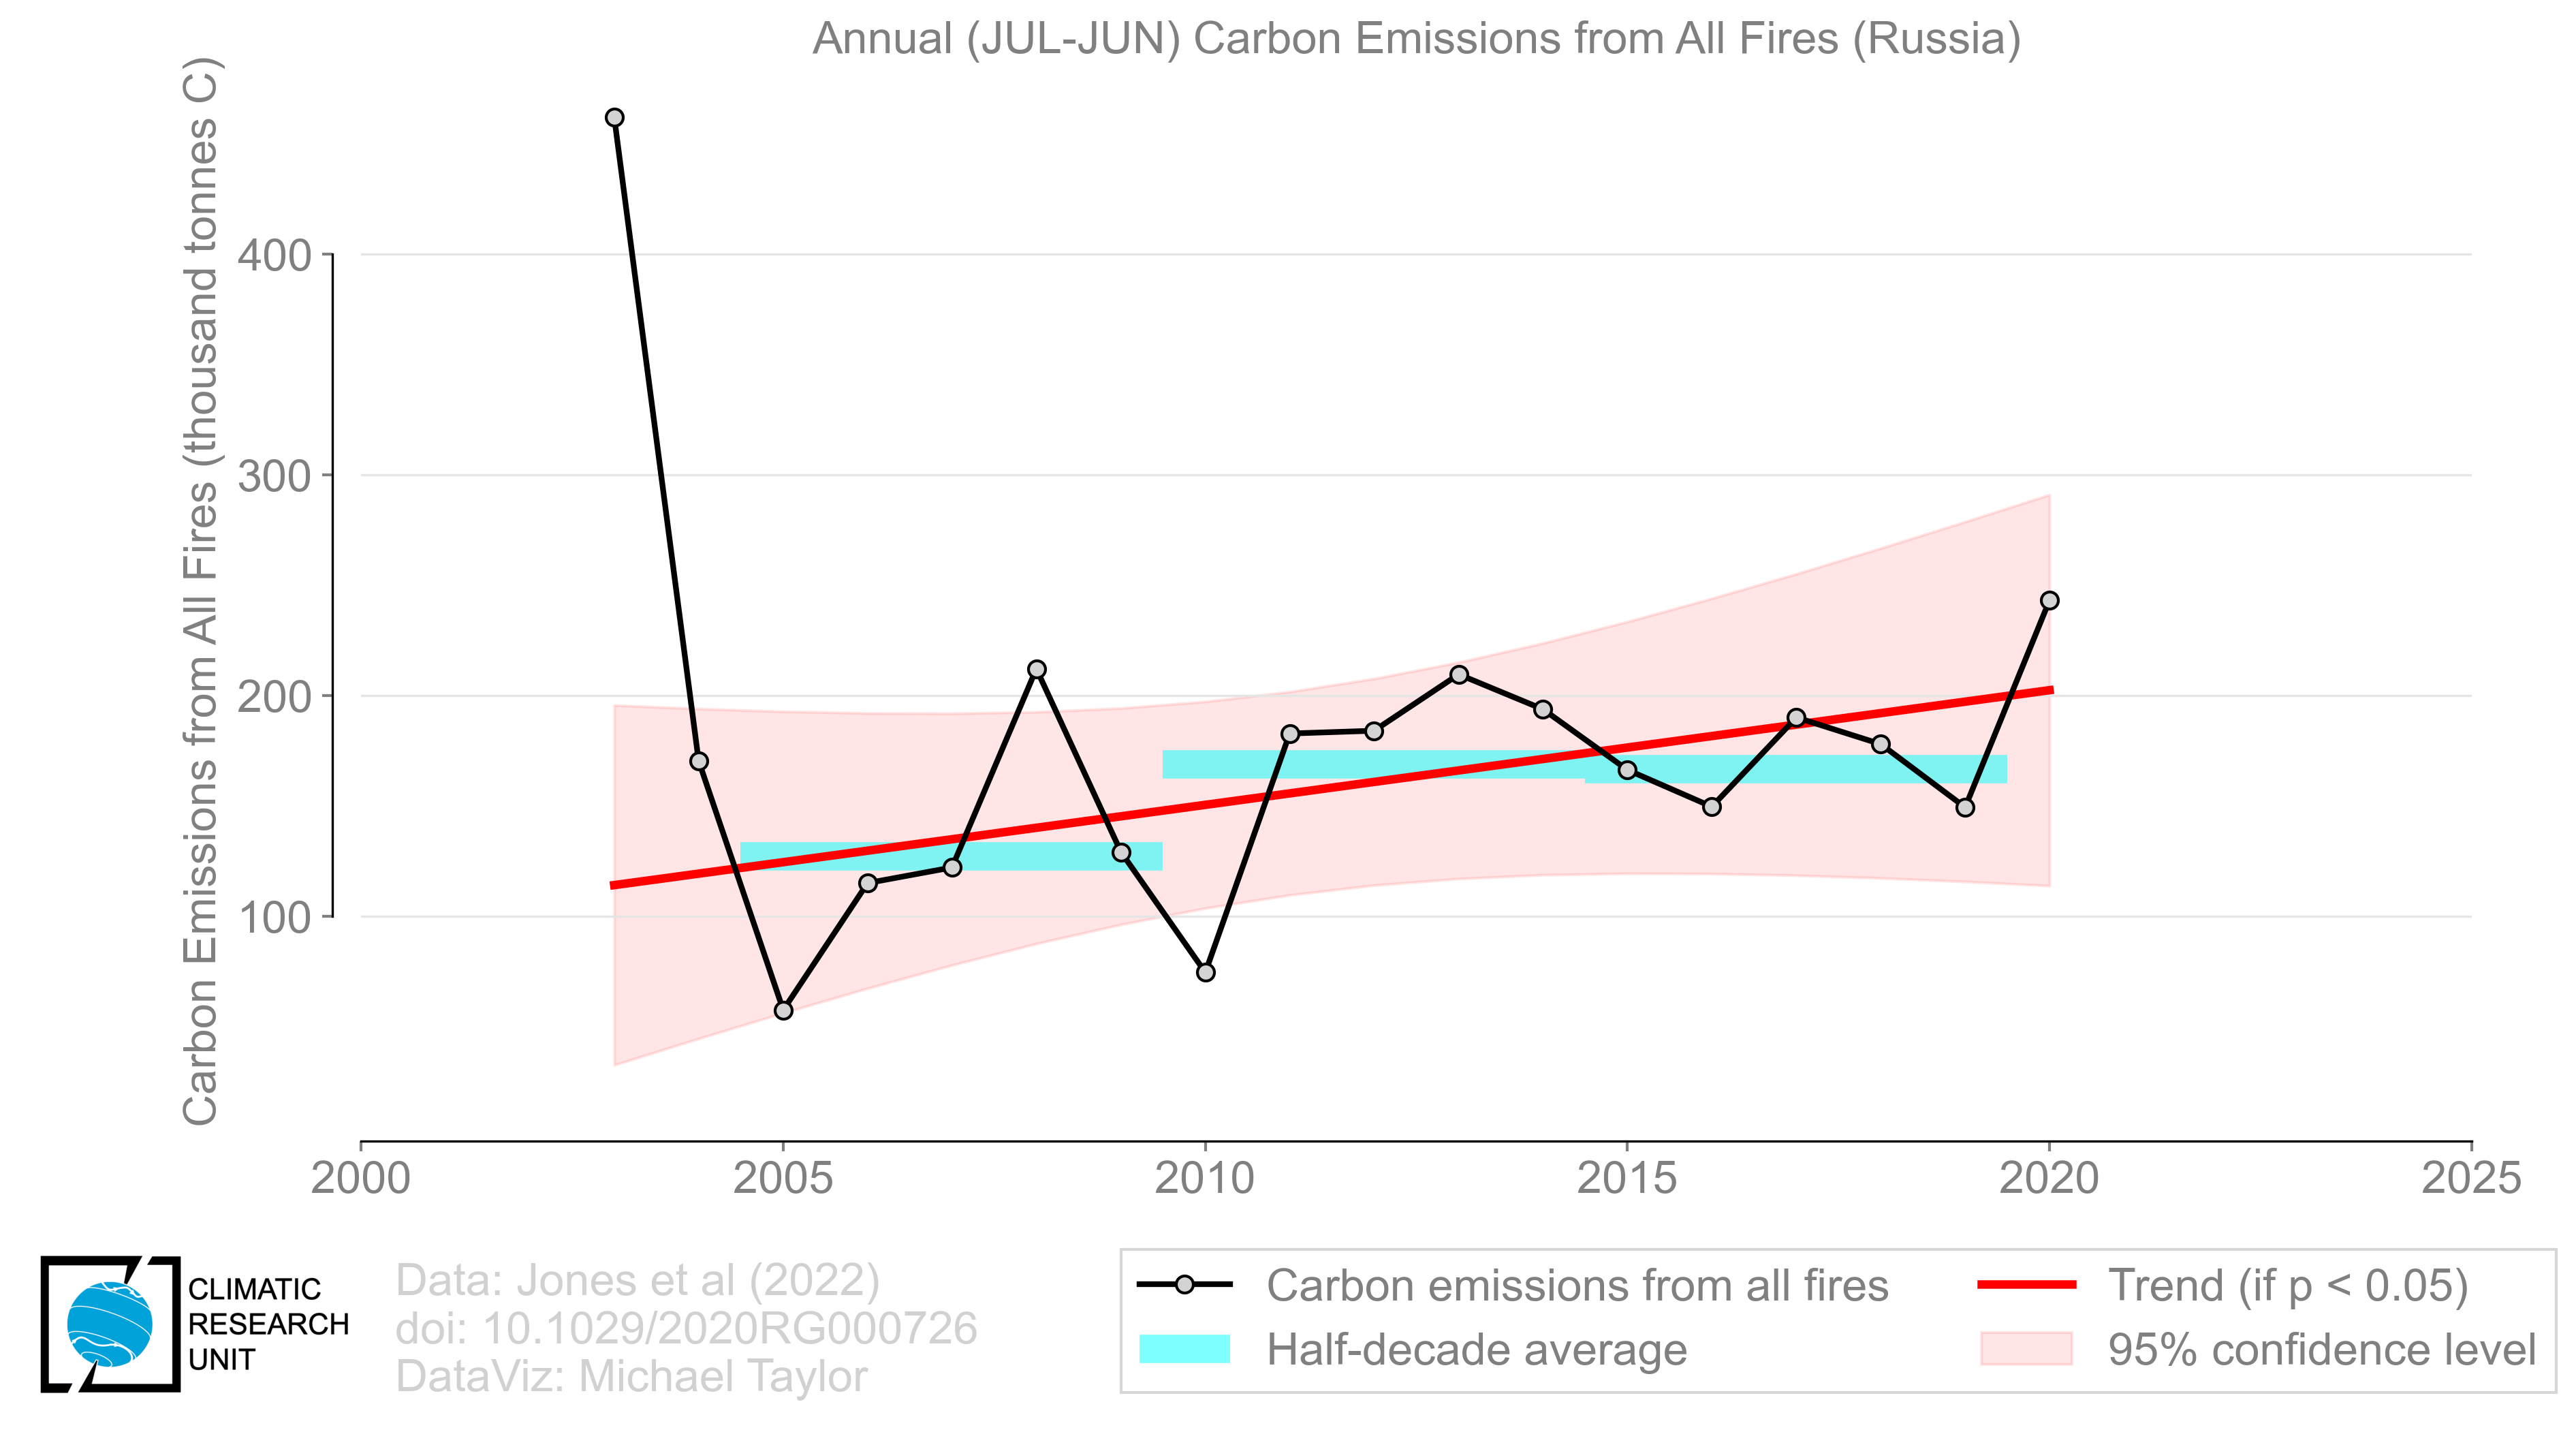 Annual (JUL-JUN) Carbon Emissions from All Fires (Russia)
Carbon Emissions from All Fires (thousand tonnes C)
400
300
200
100
2000
2005
2010
2015
2020
2025
CLIMATIC
RESEARCH
UNIT
Data: Jones et al (2022)
doi: 10.1029/2020RG000726
DataViz: Michael Taylor
Carbon emissions from all fires
Half-decade average
Trend (if p < 0.05)
95% confidence level